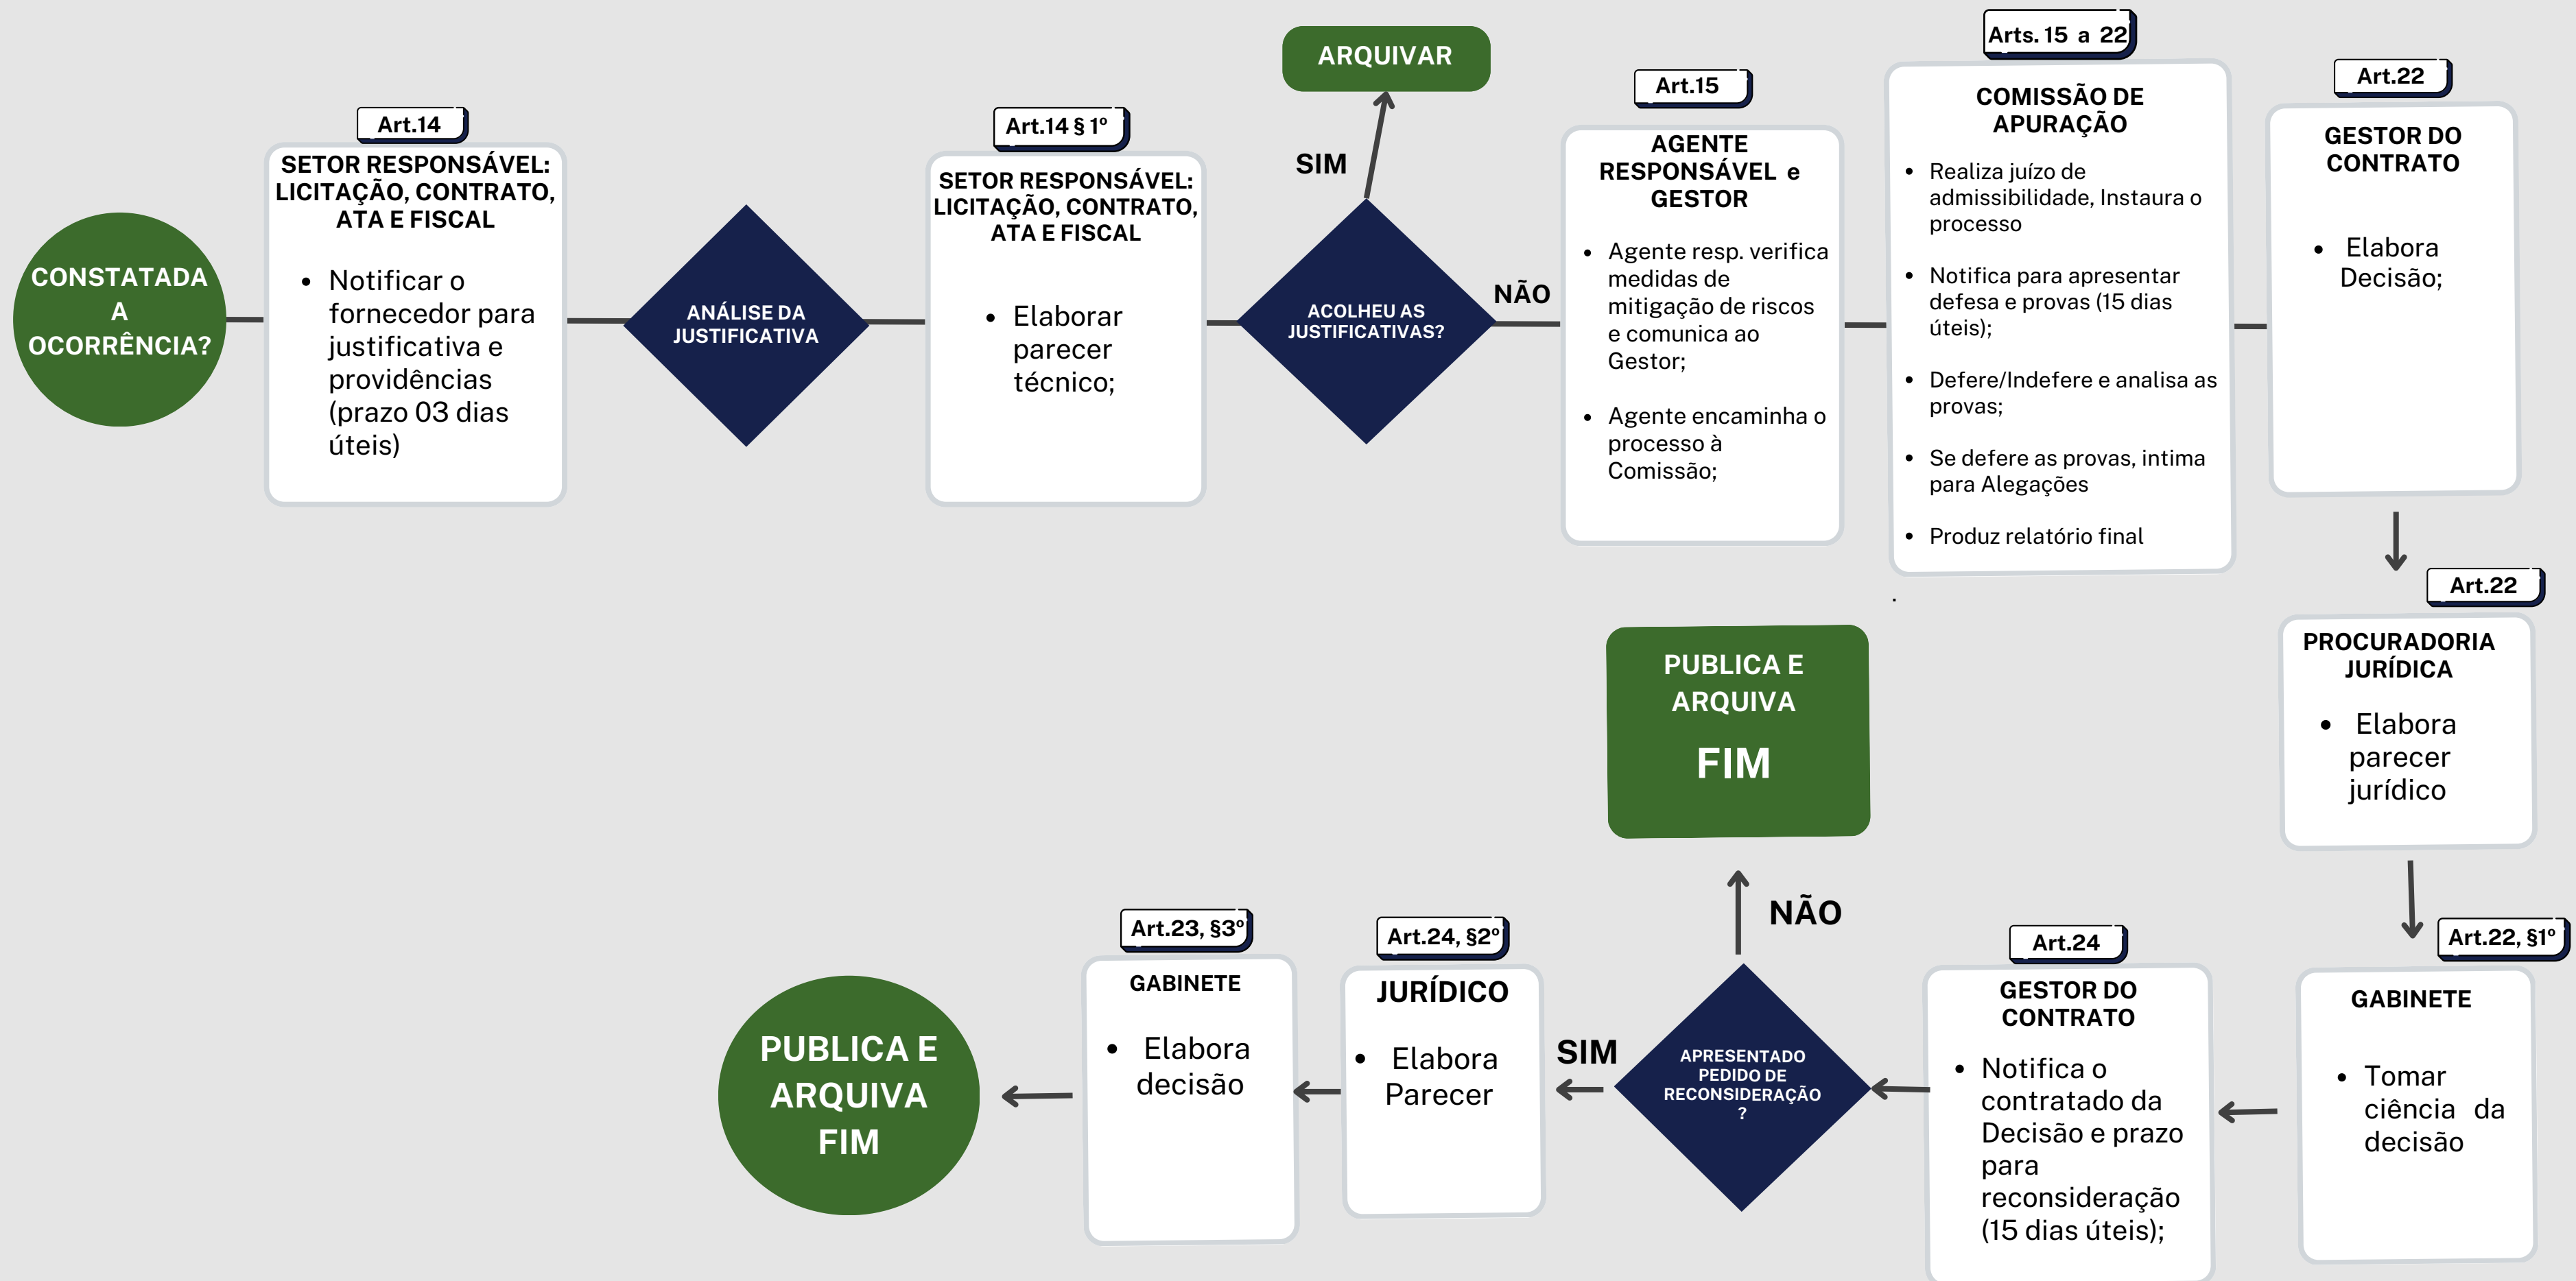 CONSTATADA
A
OCORRÊNCIA?
Art.14
SETOR RESPONSÁVEL:
LICITAÇÃO, CONTRATO,
ATA E FISCAL
• Notificar o
fornecedor para
justificativa e
providências
(prazo 03 dias
úteis)
ANÁLISE DA
JUSTIFICATIVA
Art.14 § 1º
SETOR RESPONSÁVEL:
LICITAÇÃO, CONTRATO,
ATA E FISCAL
• Elaborar
parecer
técnico;
ACOLHEU AS
JUSTIFICATIVAS?
SIM
ARQUIVAR
NÃO
Art.15
AGENTE
RESPONSÁVEL e
GESTOR
• Agente resp. verifica
medidas de
mitigação de riscos
e comunica ao
Gestor;
• Agente encaminha o
processo à
Comissão;
Arts. 15 a 22
COMISSÃO DE
APURAÇÃO
• Realiza juízo de
admissibilidade, Instaura o
processo
• Notifica para apresentar
defesa e provas (15 dias
úteis);
• Defere/Indefere e analisa as
provas;
• Se defere as provas, intima
para Alegações
• Produz relatório final
.
Art.22
GESTOR DO
CONTRATO
• Elabora
Decisão;
Art.22
PROCURADORIA
JURÍDICA
• Elabora
parecer
jurídico
Art.22, §1º
GABINETE
• Tomar
ciência da
decisão
Art.24
GESTOR DO
CONTRATO
• Notifica o
contratado da
Decisão e prazo
para
reconsideração
(15 dias úteis);
APRESENTADO
PEDIDO DE
RECONSIDERAÇÃO
?
NÃO
PUBLICA E
ARQUIVA
FIM
SIM
Art.24, §2º
JURÍDICO
• Elabora
Parecer
Art.23, §3º
GABINETE
• Elabora
decisão
PUBLICA E
ARQUIVA
FIM